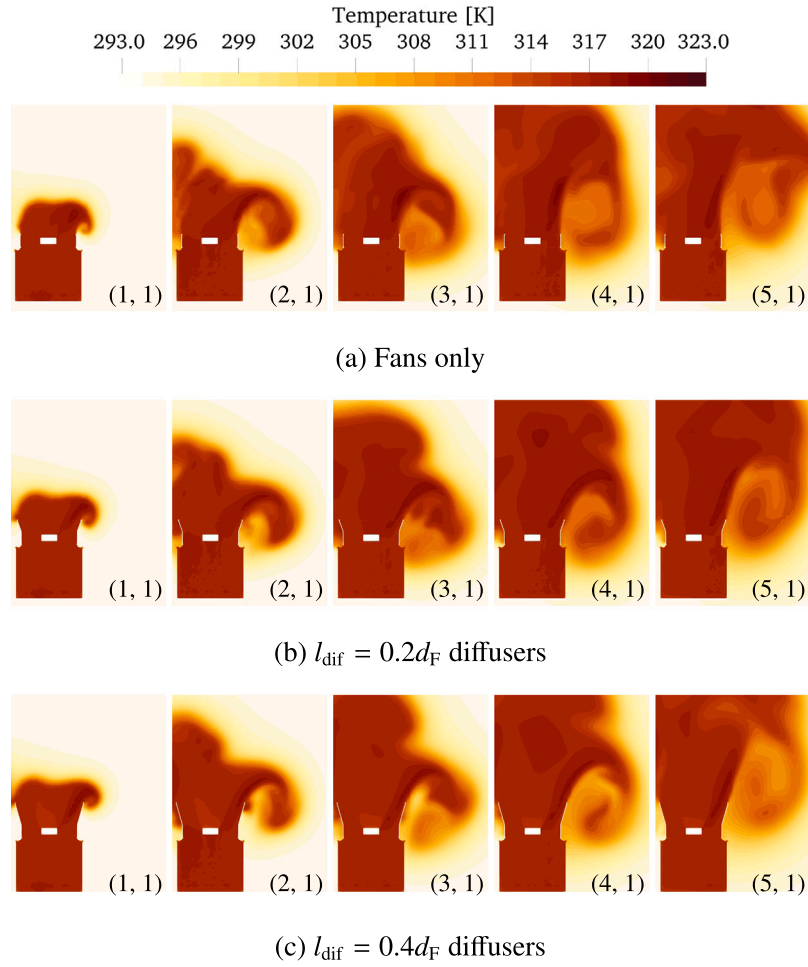 Temperature [K]
293.0 296 299 302 305 308 311 314 317 320 323.0
(1, 1) (2, 1) (3, 1) (4, 1) (5, 1)
(a) Fans only
(1, 1) (2, 1) (3, 1) (4, 1) (5, 1)
(b) l_dif = 0.2d_F diffusers
(1, 1) (2, 1) (3, 1) (4, 1) (5, 1)
(c) l_dif = 0.4d_F diffusers